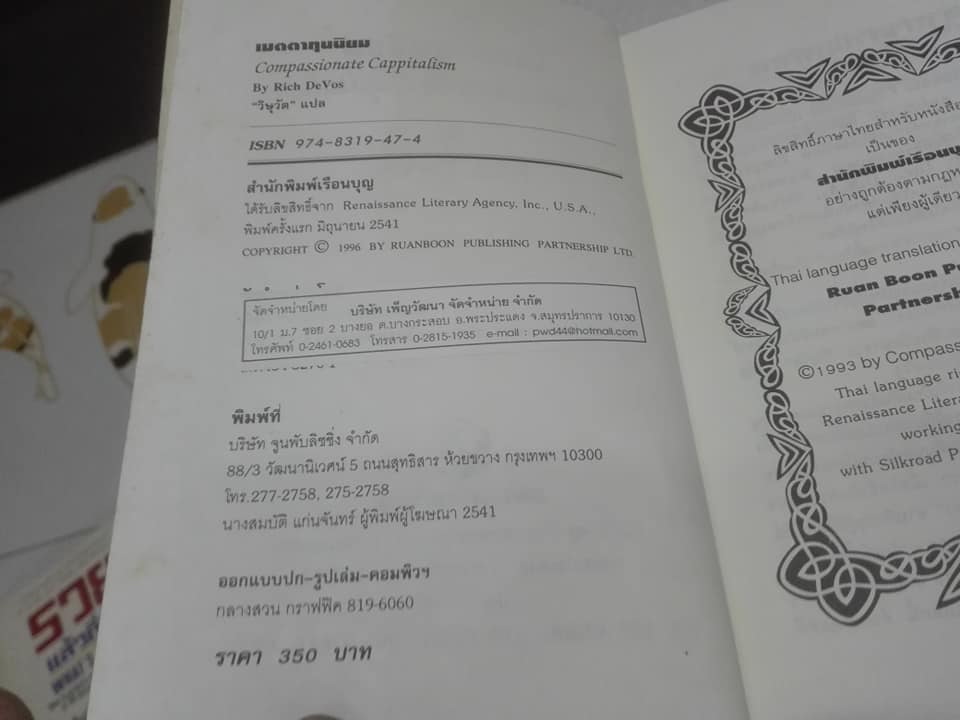 เมตตาทุนนิยม
Compassionate Cappitalism
By Rich DeVos
"วิษุวัต" แปล
ISBN 974-8319-47-4
สำนักพิมพ์เรือนบุญ
ได้รับลิขสิทธิ์จาก Renaissance Literary Agency, Inc., U.S.A.,
พิมพ์ครั้งแรก มิถุนายน 2541
COPYRIGHT © 1996 BY RUANBOON PUBLISHING PARTNERSHIP LTD.
จัดจำหน่ายโดย บริษัท เพ็ญวัฒนา จัดจำหน่าย จำกัด
10/1 ม.7 ซอย 2 บางยอ ต.บางกระสอบ อ.พระประแดง จ.สมุทรปราการ 10130
โทรศัพท์ 0-2461-0683 โทรสาร 0-2815-1935 e-mail : pwd44@hotmail.com
พิมพ์ที่
บริษัท จูนพับลิชชิ่ง จำกัด
88/3 วัฒนานิเวศน์ 5 ถนนสุทธิสาร ห้วยขวาง กรุงเทพฯ 10300
โทร.277-2758, 275-2758
นางสมบัติ แก่นจันทร์ ผู้พิมพ์ผู้โฆษณา 2541
ออกแบบปก-รูปเล่ม-คอมพิวฯ
กลางสวน กราฟฟิค 819-6060
ราคา 350 บาท
ลิขสิทธิ์ภาษาไทยสำหรับหนังสือ
เป็นของ
สำนักพิมพ์เรือนบุ
อย่างถูกต้องตามกฎห
แต่เพียงผู้เดียว
Thai language translation
Ruan Boon Pu
Partnersh
©1993 by Compass
Thai language ri
Renaissance Litera
working
with Silkroad P
รวย